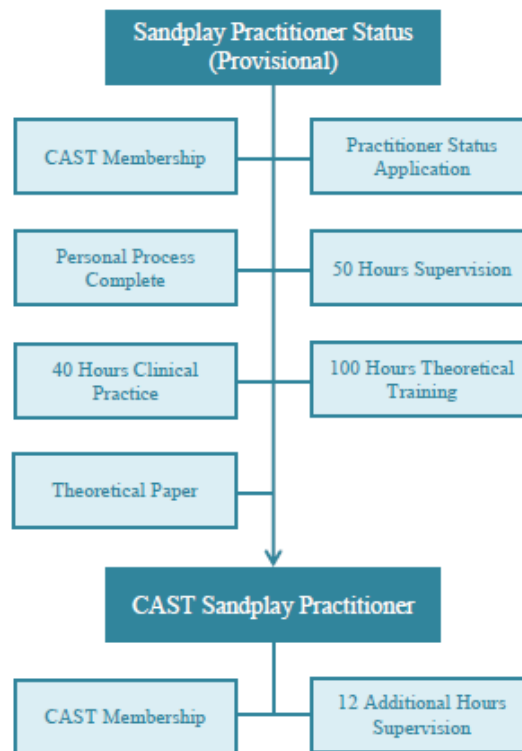 Sandplay Practitioner Status
(Provisional)
CAST Membership
Practitioner Status
Application
Personal Process
Complete
50 Hours Supervision
40 Hours Clinical
Practice
100 Hours Theoretical
Training
Theoretical Paper
CAST Sandplay Practitioner
CAST Membership
12 Additional Hours
Supervision